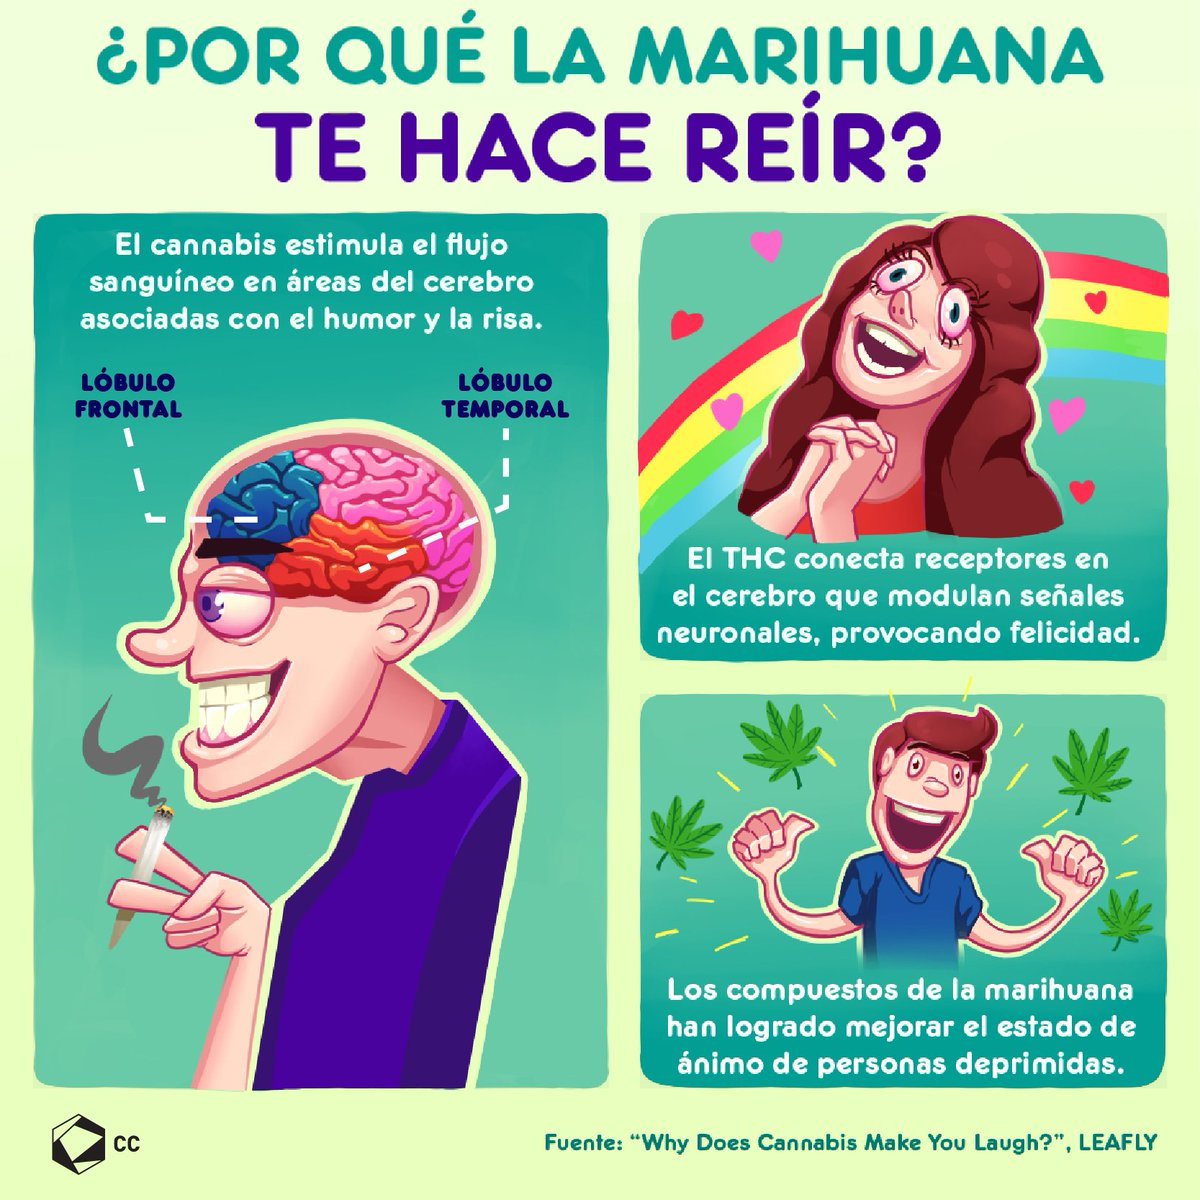 ¿POR QUÉ LA MARIHUANA
TE HACE REÍR?
El cannabis estimula el flujo
sanguíneo en áreas del cerebro
asociadas con el humor y la risa.
LÓBULO
FRONTAL
LÓBULO
TEMPORAL
El THC conecta receptores en
el cerebro que modulan señales
neuronales, provocando felicidad.
Los compuestos de la marihuana
han logrado mejorar el estado de
ánimo de personas deprimidas.
CC
Fuente: “Why Does Cannabis Make You Laugh?”, LEAFLY